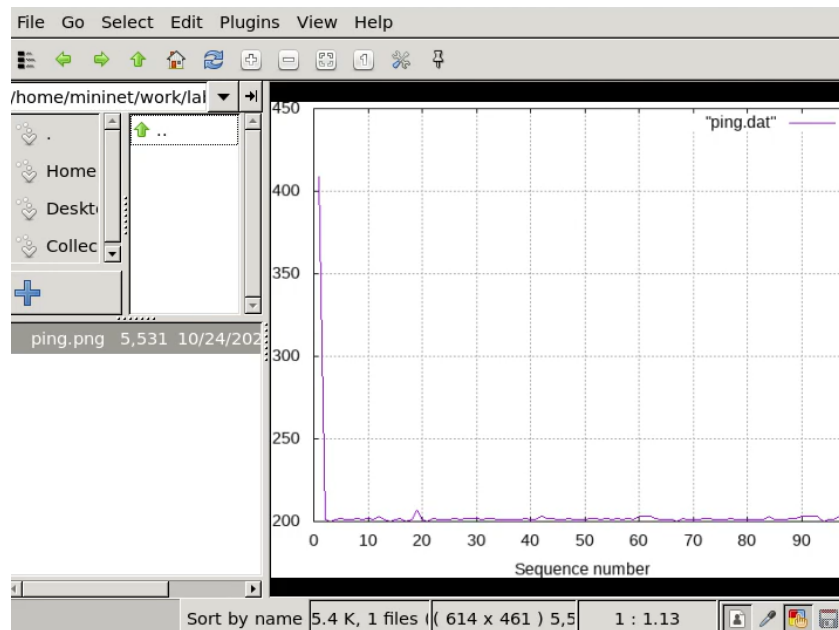 File Go Select Edit Plugins View Help
/home/mininet/work/lal
.
Home
Deskt
Collec
..
ping.png 5,531 10/24/202
"ping.dat"
450
400
350
300
250
200
0 10 20 30 40 50 60 70 80 90
Sequence number
Sort by name 5.4 K, 1 files ( ( 614 x 461 ) 5,5 1 : 1.13